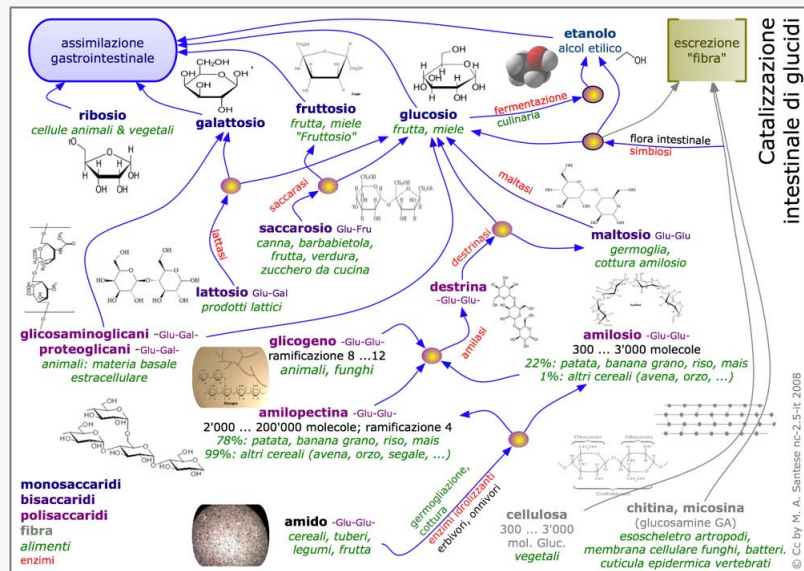 assimilazione
gastrointestinale
etanolo
alcol etilico
escrezione
"fibra"
Catalizzazione
intestinale di glucidi
ribosio
cellule animali & vegetali
galattosio
fruttosio
frutta, miele
"Fruttosio"
glucosio
frutta, miele
fermentazione
culinaria
flora intestinale
simbiosi
lattasi
saccarasi
maltasi
saccarosio Glu-Fru
canna, barbabietola,
frutta, verdura,
zucchero da cucina
maltosio Glu-Glu
germoglia,
cottura amilosio
lattosio Glu-Gal
prodotti lattici
destrinasi
destrina
-Glu-Glu-
amilasi
glicosaminoglicani -Glu-Gal-
proteoglicani -Glu-Gal-
animali: materia basale
estracellulare
glicogeno -Glu-Glu-
ramificazione 8 ...12
animali, funghi
amilosio -Glu-Glu-
300 ... 3'000 molecole
22%: patata, banana grano, riso, mais
1%: altri cereali (avena, orzo, ...)
amilopectina -Glu-Glu-
2'000 ... 200'000 molecole; ramificazione 4
78%: patata, banana grano, riso, mais
99%: altri cereali (avena, orzo, segale, ...)
monosaccaridi
bisaccaridi
polisaccaridi
fibra
alimenti
enzimi
amido -Glu-Glu-
cereali, tuberi,
legumi, frutta
germogliazione,
cottura
enzimi idrolizzanti
erbivori, onnivori
cellulosa
300 ... 3'000
mol. Gluc.
vegetali
chitina, micosina
(glucosamine GA)
esoscheletro artropodi,
membrana cellulare funghi, batteri.
cuticula epidermica vertebrati
© Cc by M. A. Santese nc-2.5-it 2008